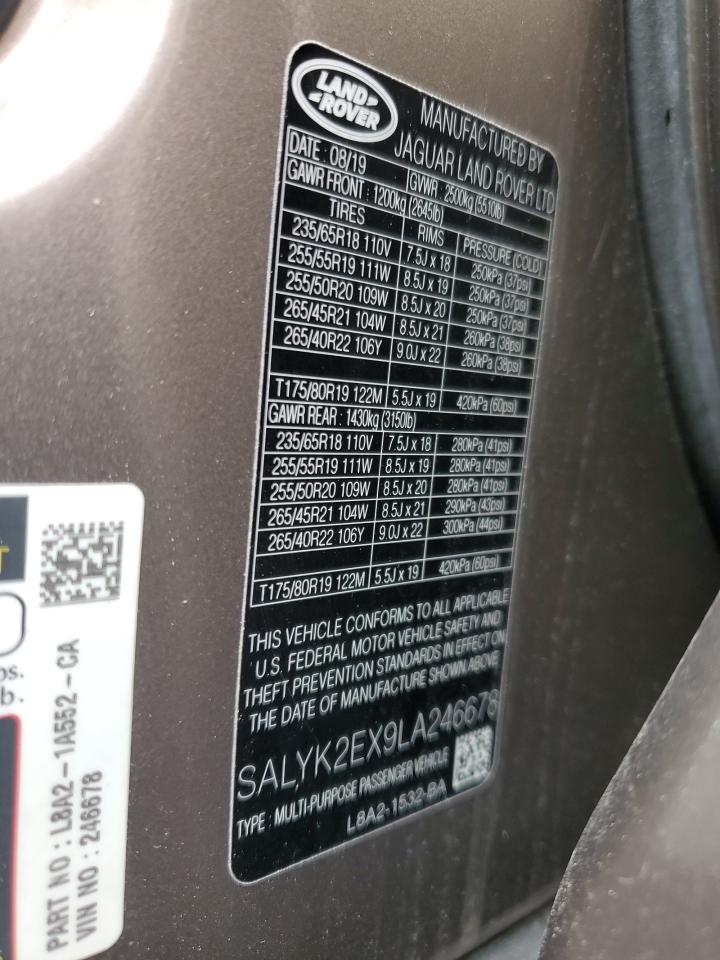 LAND ROVER
MANUFACTURED BY
JAGUAR LAND ROVER LTD
DATE : 08/19 GVWR : 2500kg (5510lb)
GAWR FRONT : 1200kg (2645lb)
TIRES RIMS PRESSURE (COLD)
235/65R18 110V 7.5J x 18 250kPa (37psi)
255/55R19 111W 8.5J x 19 250kPa (37psi)
255/50R20 109W 8.5J x 20 250kPa (37psi)
265/45R21 104W 8.5J x 21 260kPa (38psi)
265/40R22 106Y 9.0J x 22 260kPa (38psi)
T175/80R19 122M 5.5J x 19 420kPa (60psi)
GAWR REAR : 1430kg (3150lb)
235/65R18 110V 7.5J x 18 280kPa (41psi)
255/55R19 111W 8.5J x 19 280kPa (41psi)
255/50R20 109W 8.5J x 20 280kPa (41psi)
265/45R21 104W 8.5J x 21 290kPa (43psi)
265/40R22 106Y 9.0J x 22 300kPa (44psi)
T175/80R19 122M 5.5J x 19 420kPa (60psi)
THIS VEHICLE CONFORMS TO ALL APPLICABLE
U.S. FEDERAL MOTOR VEHICLE SAFETY AND
THEFT PREVENTION STANDARDS IN EFFECT ON
THE DATE OF MANUFACTURE SHOWN ABOVE
SALYK2EX9LA246678
TYPE : MULTI-PURPOSE PASSENGER VEHICLE
L8A2-1532-BA
PART NO : L8A2-1A552-CA
VIN NO : 246678